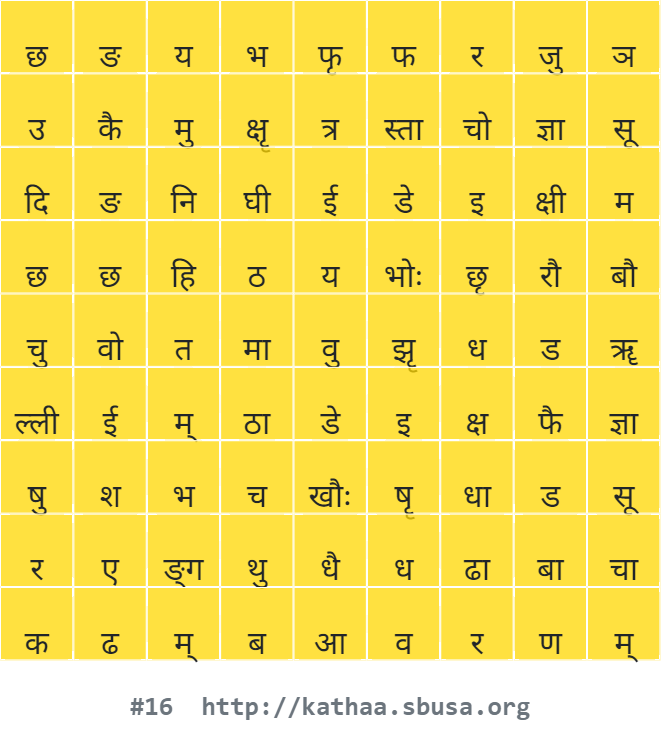 छ ङ य भ फृ फ र जु ञ
उ कै मु क्षृ त्र स्ता चो ज्ञा सू
दि ङ नि घी ई डे इ क्षी म
छ छ हि ठ य भोः छृ रौ बौ
चु वो त मा वु झृ ध ड ॠ
ल्ली ई म् ठा डे इ क्ष फै ज्ञा
षु श भ च खौः षृ धा ड सू
र ए ङ्ग थु धै ध ढा बा चा
क ढ म् ब आ व र ण म्
#16 http://kathaa.sbusa.org